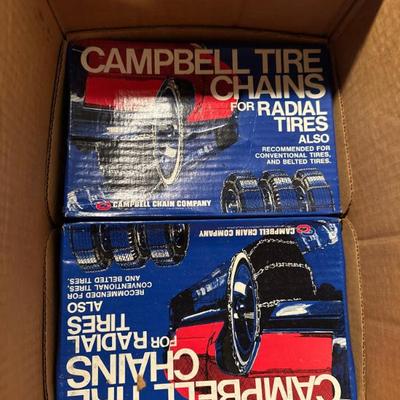 CAMPBELL TIRE
CHAINS
FOR RADIAL
TIRES
ALSO
RECOMMENDED FOR
CONVENTIONAL TIRES,
AND BELTED TIRES.
CAMPBELL CHAIN COMPANY
CAMPBELL TIRE
CHAINS
FOR RADIAL
TIRES
ALSO
RECOMMENDED FOR
CONVENTIONAL TIRES,
AND BELTED TIRES.
CAMPBELL CHAIN COMPANY